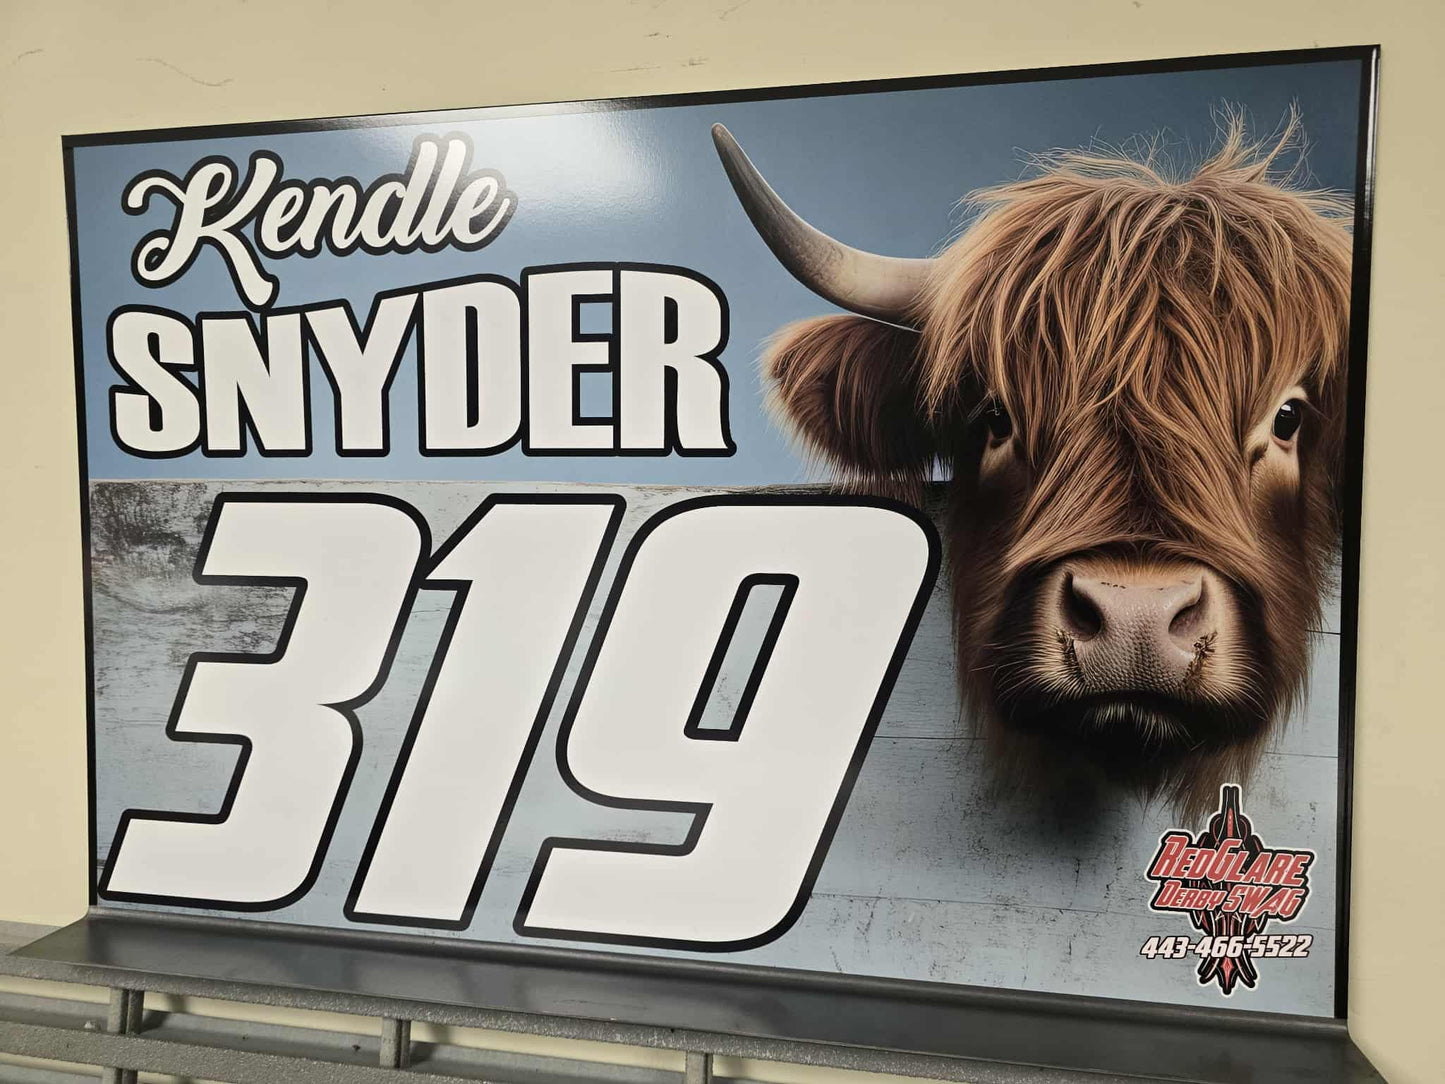 Kendle
SNYDER
319
REDGLARE
DERBY SWAG
443-466-5522